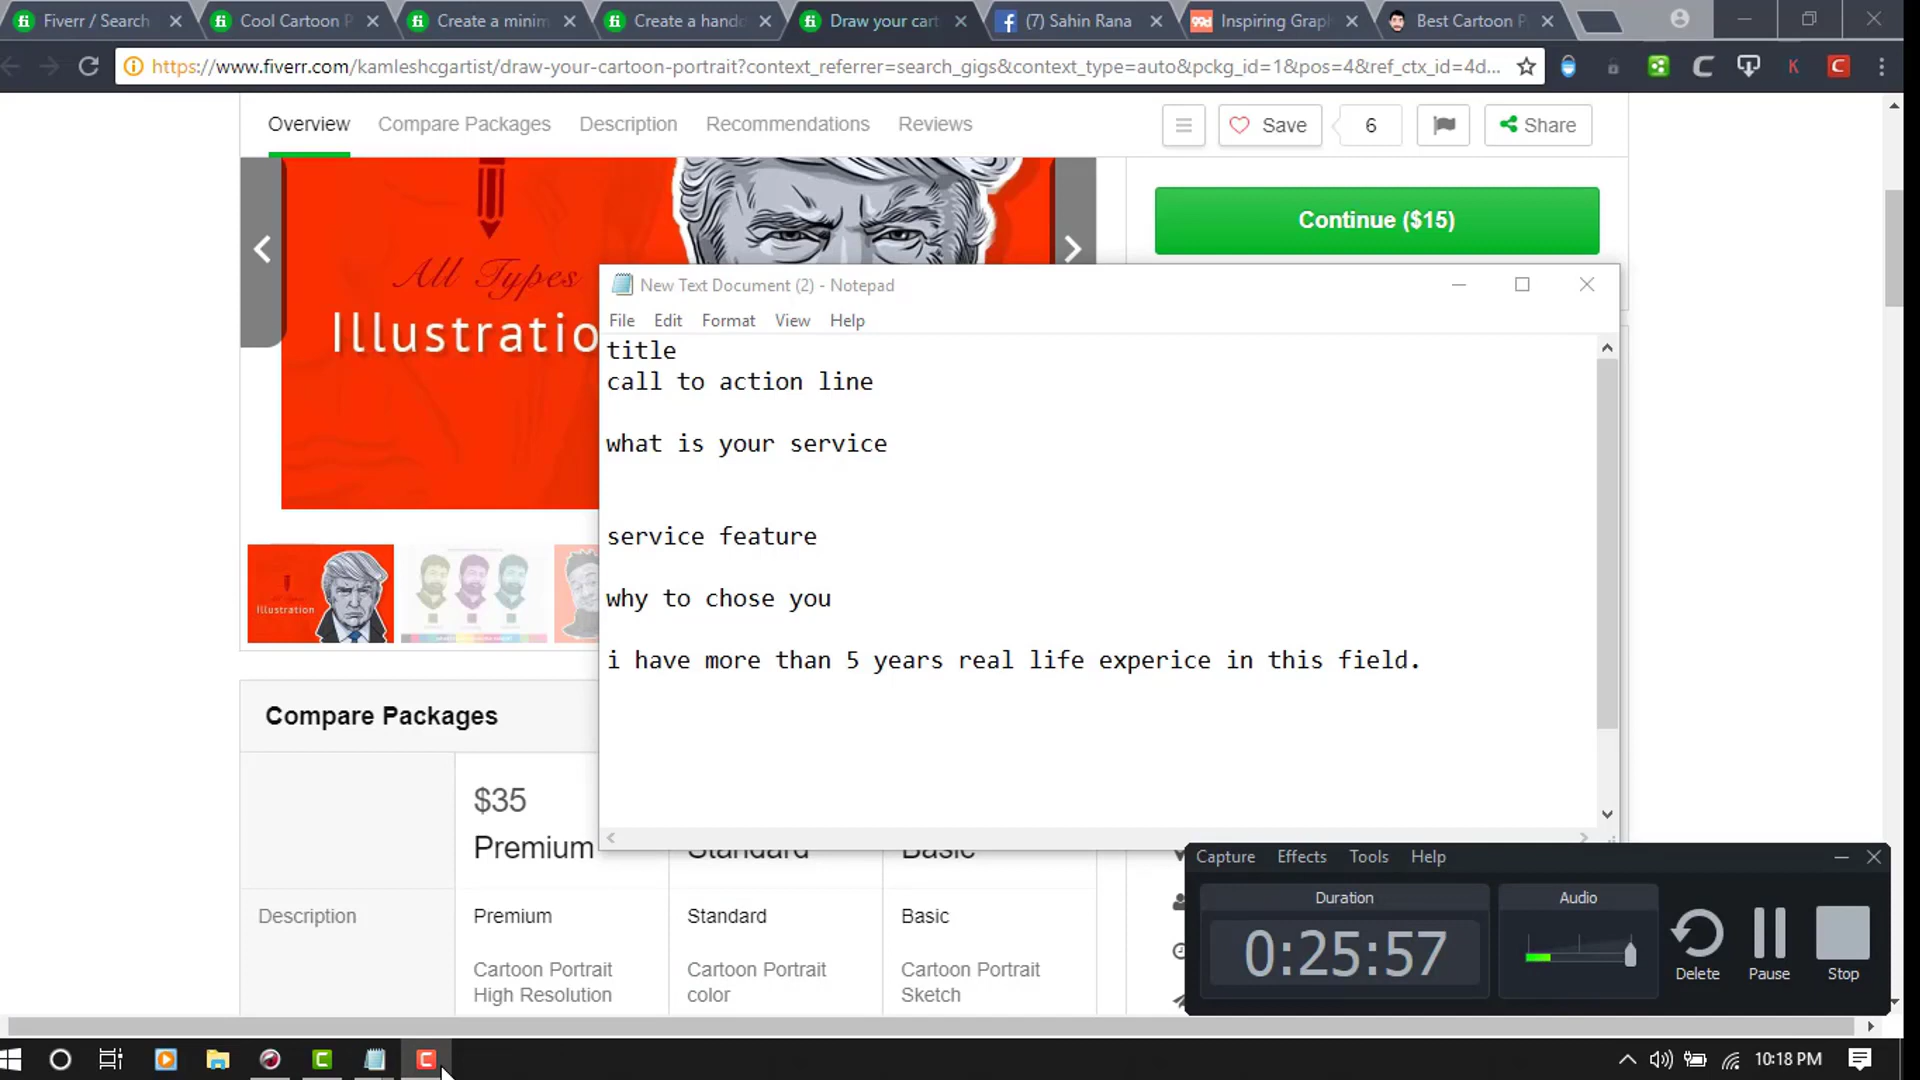 Fiverr / Search
Cool Cartoon P
Create a minim
Create a hando
Draw your cart
(7) Sahin Rana
Inspiring Grap
Best Cartoon P
https://www.fiverr.com/kamleshcgartist/draw-your-cartoon-portrait?context_referrer=search_gigs&context_type=auto&pckg_id=1&pos=4&ref_ctx_id=4d...
Overview
Compare Packages
Description
Recommendations
Reviews
Save
6
Share
All Types
Illustratio
Continue ($15)
New Text Document (2) - Notepad
File Edit Format View Help
title
call to action line
what is your service
service feature
why to chose you
i have more than 5 years real life experice in this field.
Illustration
Compare Packages
$35
Premium
Standard
Basic
Description
Premium
Standard
Basic
Cartoon Portrait
High Resolution
Cartoon Portrait
color
Cartoon Portrait
Sketch
Capture Effects Tools Help
Duration
Audio
0:25:57
Delete
Pause
Stop
10:18 PM